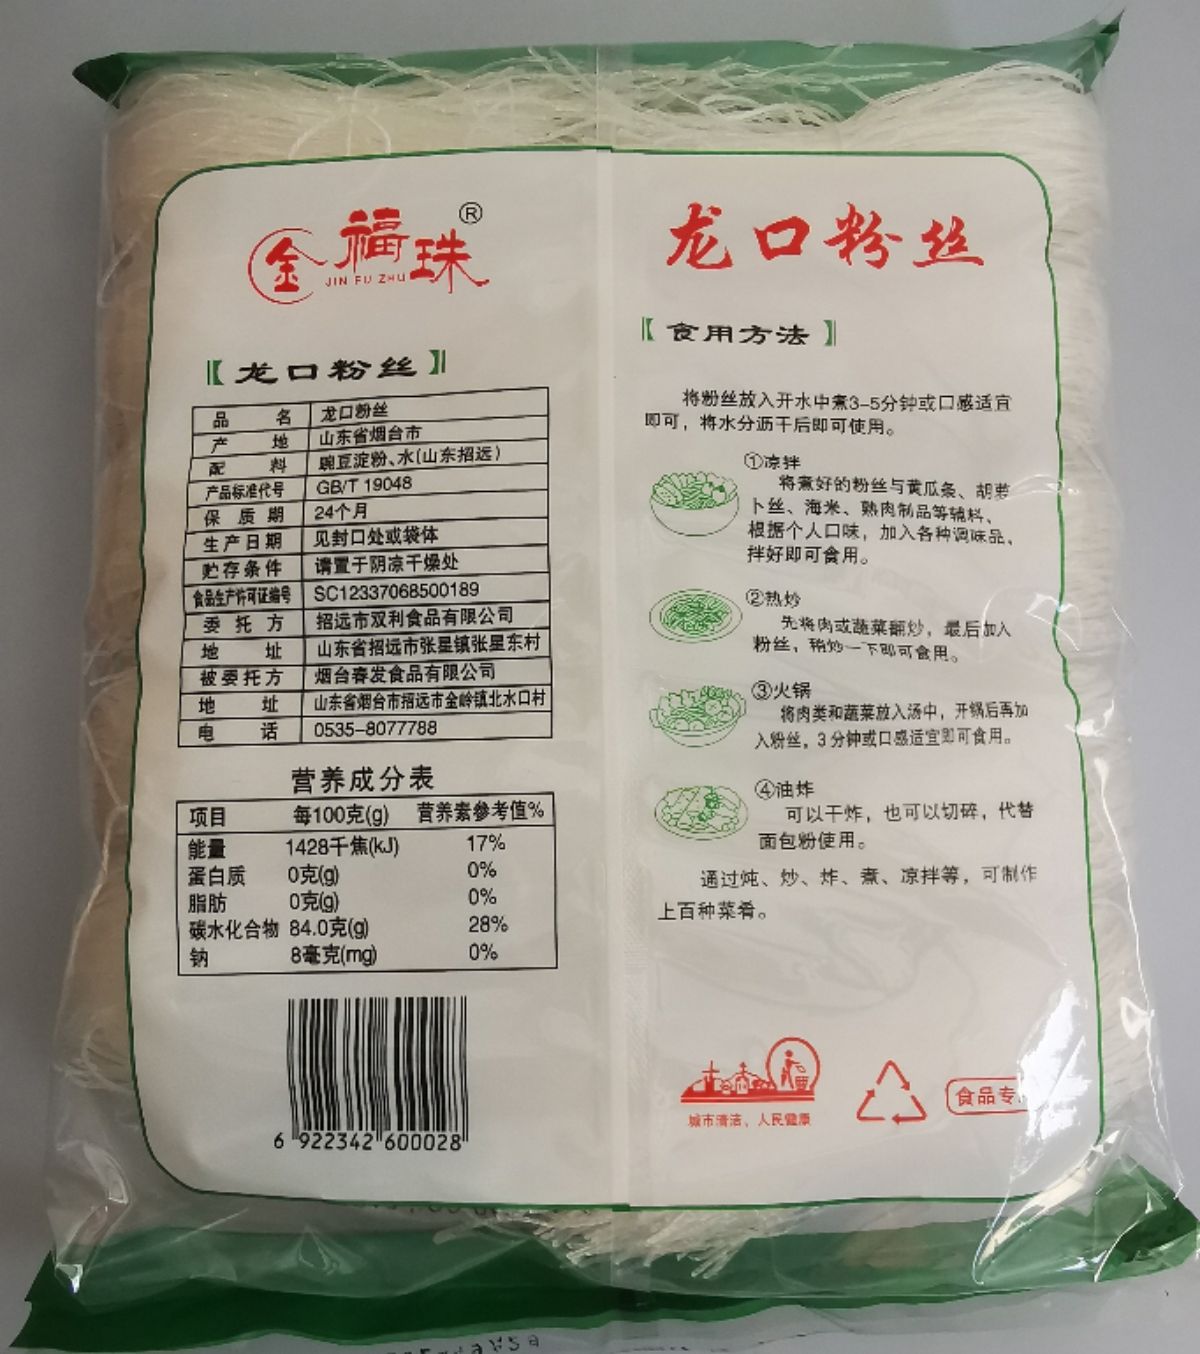 金福珠®
JIN FU ZHU
【龙口粉丝】
品名 龙口粉丝
产地 山东省烟台市
配料 豌豆淀粉、水(山东招远)
产品标准代号 GB/T 19048
保质期 24个月
生产日期 见封口处或袋体
贮存条件 请置于阴凉干燥处
食品生产许可证编号 SC12337068500189
委托方 招远市双利食品有限公司
地址 山东省招远市张星镇张星东村
被委托方 烟台春发食品有限公司
地址 山东省烟台市招远市金岭镇北水口村
电话 0535-8077788
营养成分表
项目 每100克(g) 营养素参考值%
能量 1428千焦(kJ) 17%
蛋白质 0克(g) 0%
脂肪 0克(g) 0%
碳水化合物 84.0克(g) 28%
钠 8毫克(mg) 0%
6 922342 600028
龙口粉丝
【食用方法】
将粉丝放入开水中煮3-5分钟或口感适宜
即可，将水分沥干后即可使用。
①凉拌
将煮好的粉丝与黄瓜条、胡萝
卜丝、海米、熟肉制品等辅料、
根据个人口味，加入各种调味品，
拌好即可食用。
②热炒
先将肉或蔬菜翻炒，最后加入
粉丝，稍炒一下即可食用。
③火锅
将肉类和蔬菜放入汤中，开锅后再加
入粉丝，3分钟或口感适宜即可食用。
④油炸
可以干炸，也可以切碎，代替
面包粉使用。
通过炖、炒、炸、煮、凉拌等，可制作
上百种菜肴。
城市清洁、人民健康
食品专